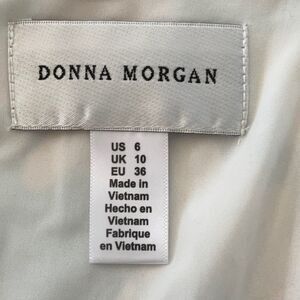 DONNA MORGAN
US 6
UK 10
EU 36
Made in
Vietnam
Hecho en
Vietnam
Fabrique
en Vietnam